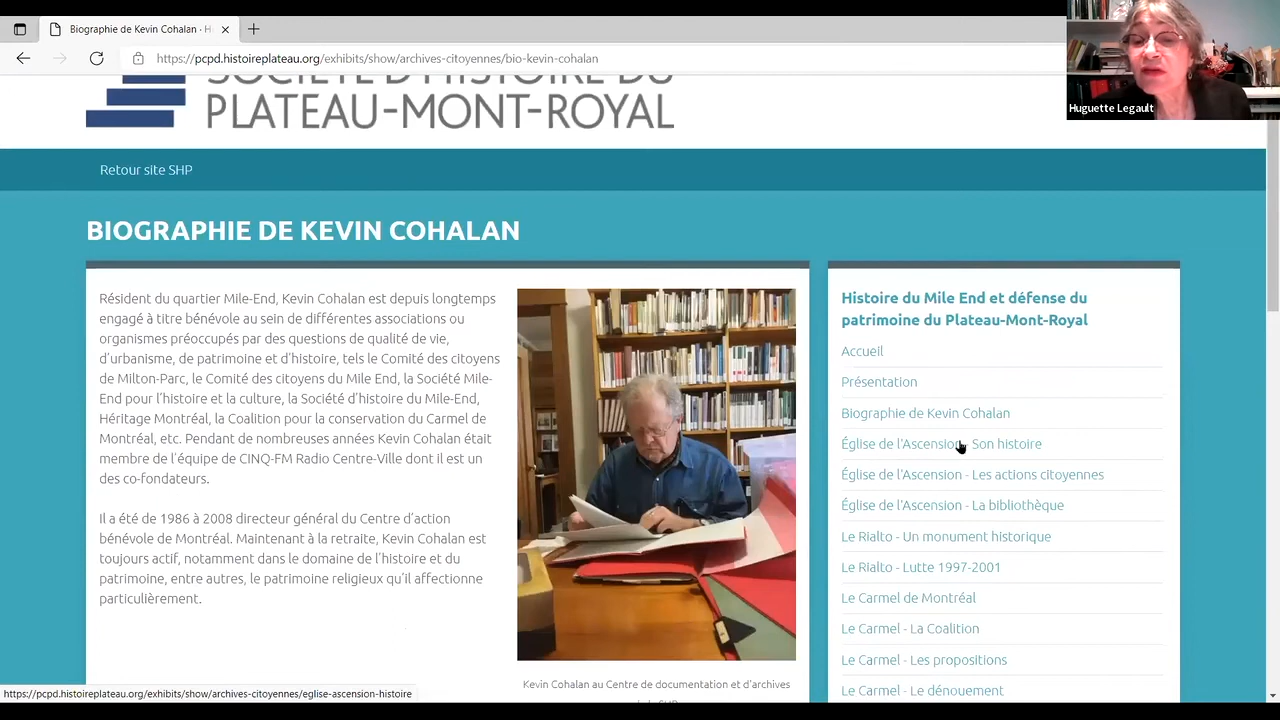 Biographie de Kevin Cohalan · H
https://pcpd.histoireplateau.org/exhibits/show/archives-citoyennes/bio-kevin-cohalan
Huguette Legault
SOCIÉTÉ D'HISTOIRE DU
PLATEAU-MONT-ROYAL
Retour site SHP
BIOGRAPHIE DE KEVIN COHALAN
Résident du quartier Mile-End, Kevin Cohalan est depuis longtemps
engagé à titre bénévole au sein de différentes associations ou
organismes préoccupés par des questions de qualité de vie,
d'urbanisme, de patrimoine et d'histoire, tels le Comité des citoyens
de Milton-Parc, le Comité des citoyens du Mile End, la Société Mile-
End pour l'histoire et la culture, la Société d'histoire du Mile-End,
Héritage Montréal, la Coalition pour la conservation du Carmel de
Montréal, etc. Pendant de nombreuses années Kevin Cohalan était
membre de l'équipe de CINQ-FM Radio Centre-Ville dont il est un
des co-fondateurs.
Il a été de 1986 à 2008 directeur général du Centre d'action
bénévole de Montréal. Maintenant à la retraite, Kevin Cohalan est
toujours actif, notamment dans le domaine de l'histoire et du
patrimoine, entre autres, le patrimoine religieux qu'il affectionne
particulièrement.
Kevin Cohalan au Centre de documentation et d'archives
Histoire du Mile End et défense du
patrimoine du Plateau-Mont-Royal
Accueil
Présentation
Biographie de Kevin Cohalan
Église de l'Ascension - Son histoire
Église de l'Ascension - Les actions citoyennes
Église de l'Ascension - La bibliothèque
Le Rialto - Un monument historique
Le Rialto - Lutte 1997-2001
Le Carmel de Montréal
Le Carmel - La Coalition
Le Carmel - Les propositions
Le Carmel - Le dénouement
https://pcpd.histoireplateau.org/exhibits/show/archives-citoyennes/eglise-ascension-histoire